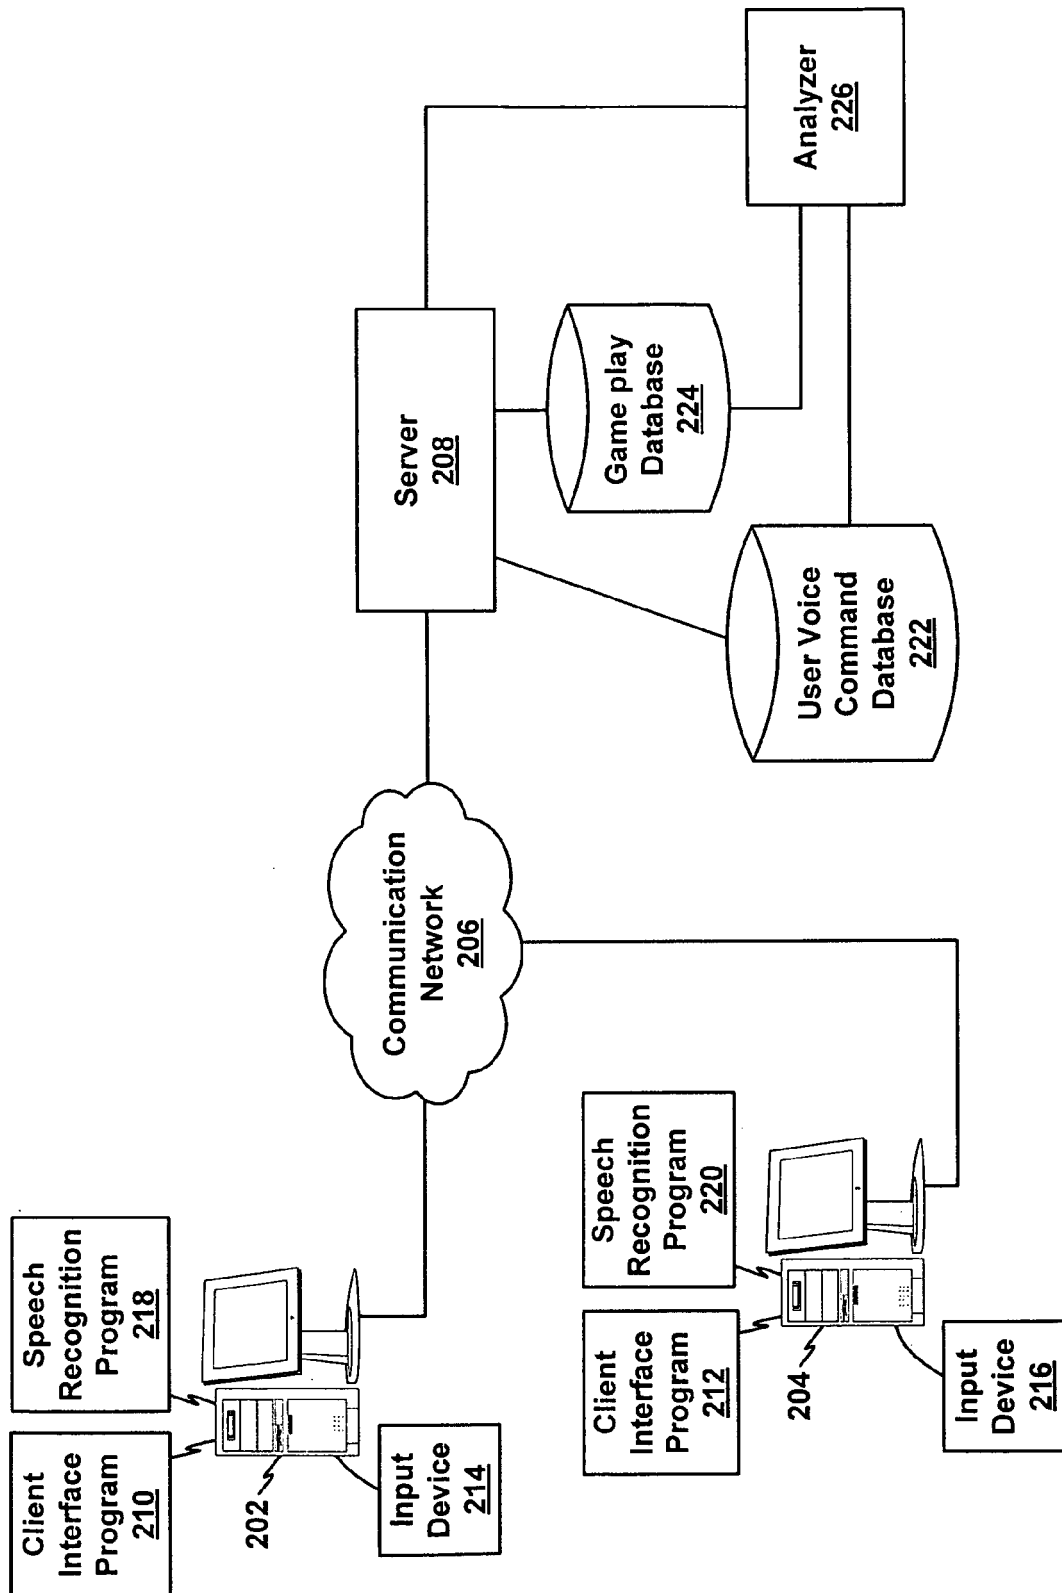 Client
Interface
Program
210
Speech
Recognition
Program
218
202
Input
Device
214
Client
Interface
Program
212
Speech
Recognition
Program
220
204
Input
Device
216
Communication
Network
206
Server
208
Game play
Database
224
User Voice
Command
Database
222
Analyzer
226